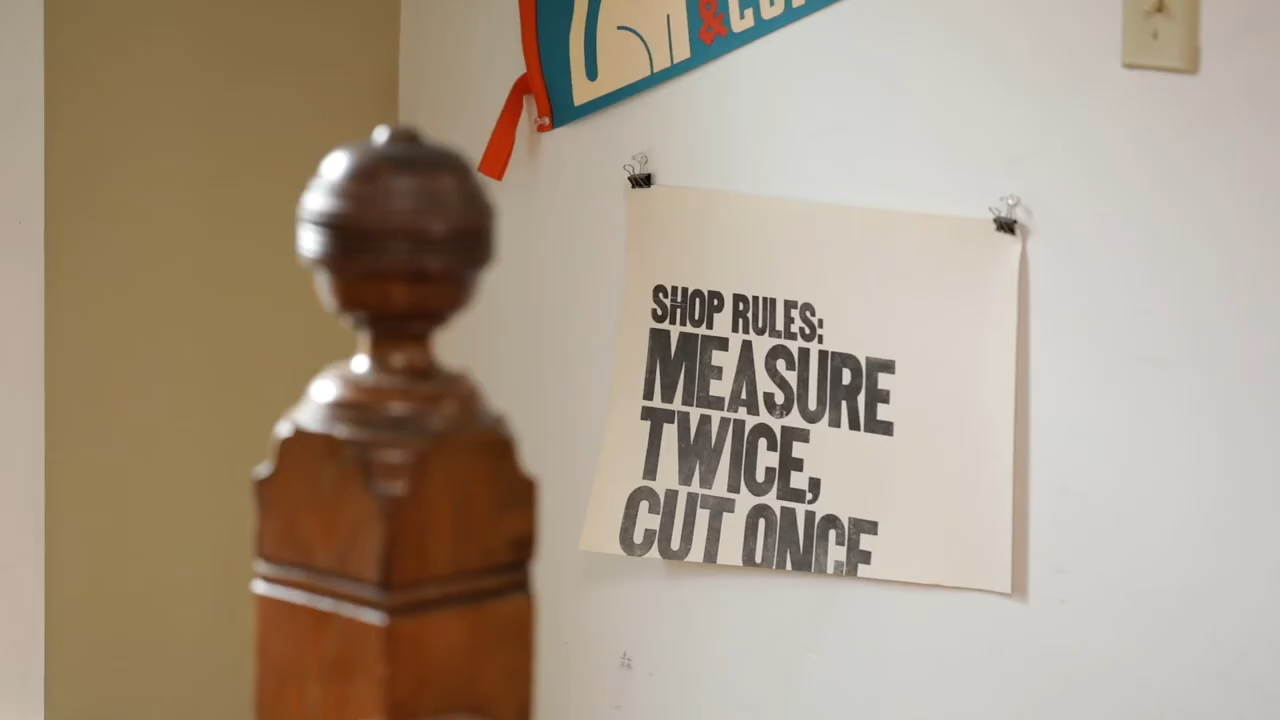 &
SHOP RULES:
MEASURE
TWICE,
CUT ONCE